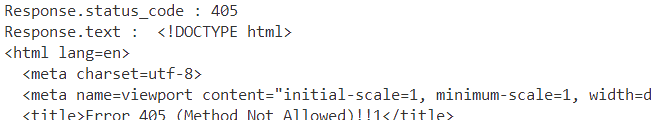 Response.status_code : 405
Response.text :  <!DOCTYPE html>
<html lang=en>
  <meta charset=utf-8>
  <meta name=viewport content="initial-scale=1, minimum-scale=1, width=d
  <title>Error 405 (Method Not Allowed)!!1</title>